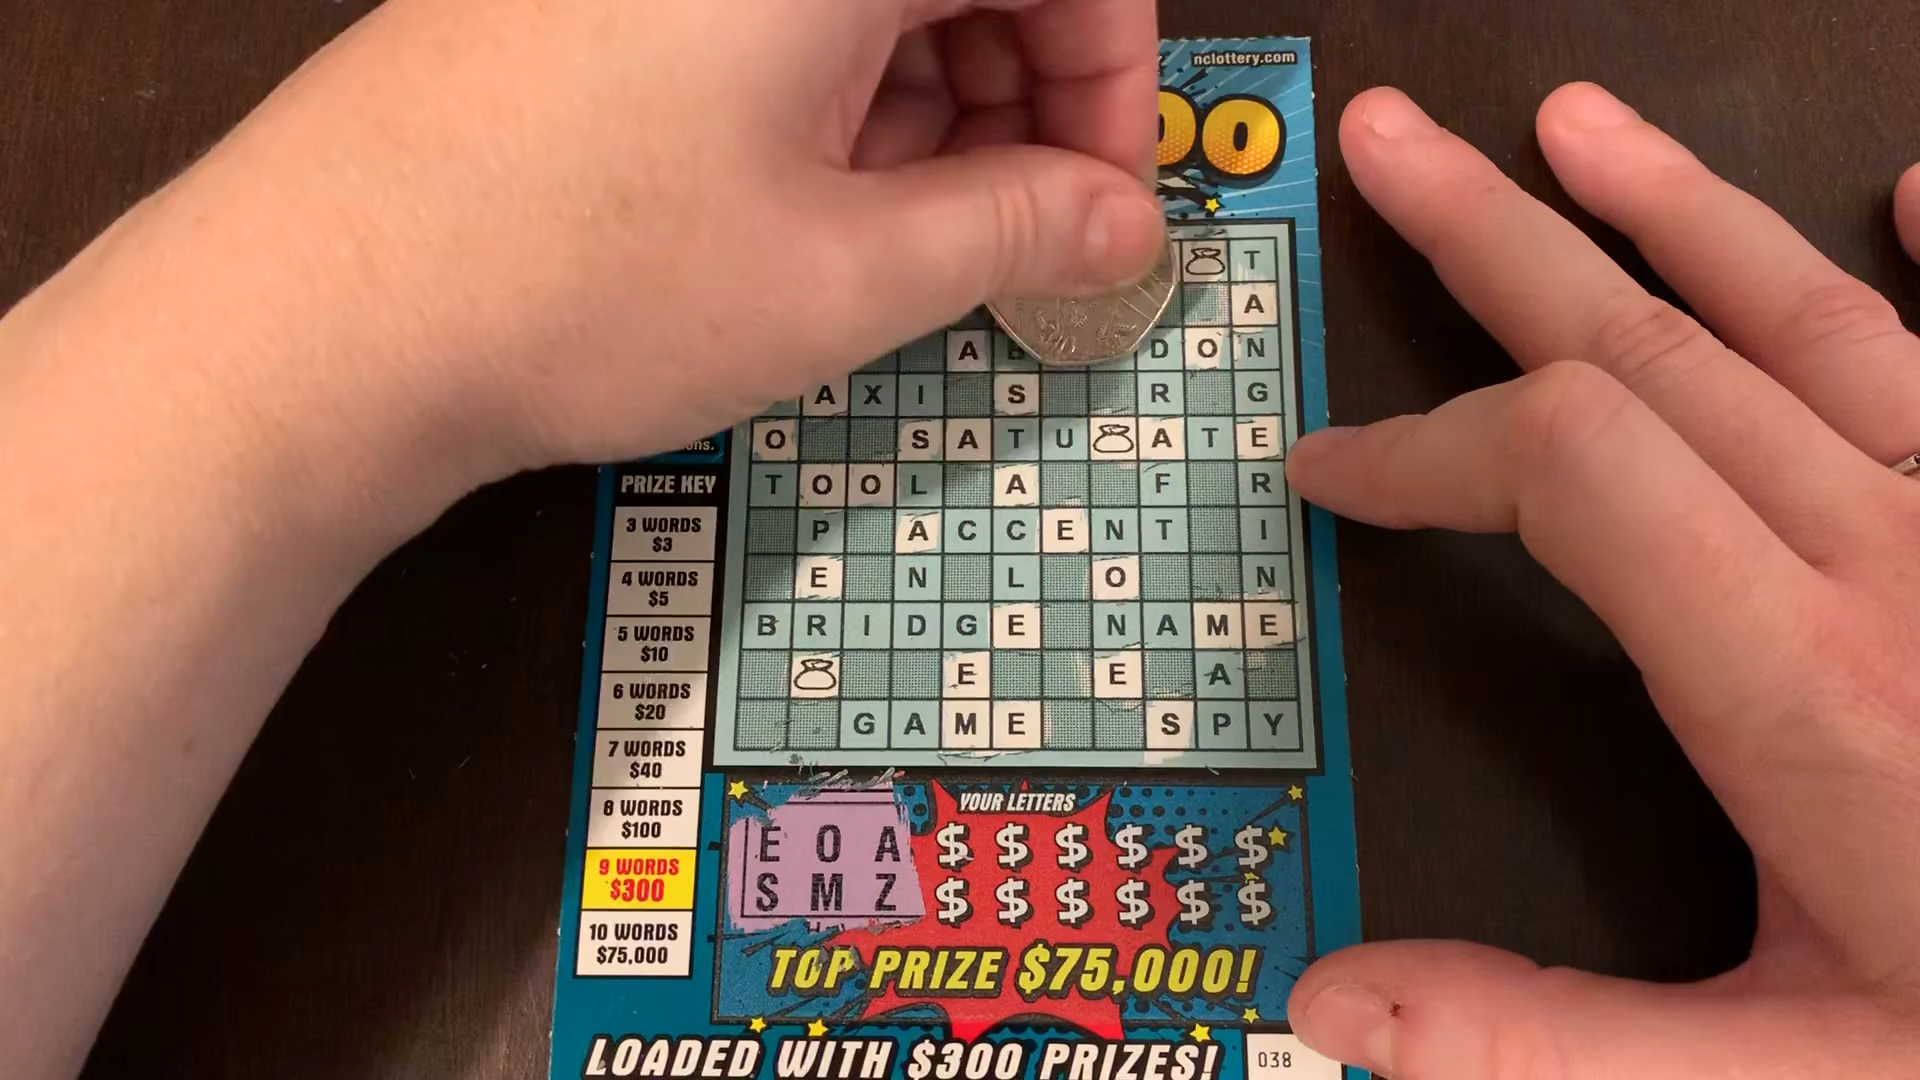 nclottery.com
00
T
A
A B D O N
A X I S R G
O S A T U A T E
T O O L A F R
P A C C E N T I
E N L O N
B R I D G E N A M E
E E A
G A M E S P Y
ons.
PRIZE KEY
3 WORDS
$3
4 WORDS
$5
5 WORDS
$10
6 WORDS
$20
7 WORDS
$40
8 WORDS
$100
9 WORDS
$300
10 WORDS
$75,000
YOUR LETTERS
E O A $ $ $ $ $ $
S M Z $ $ $ $ $ $
TOP PRIZE $75,000!
LOADED WITH $300 PRIZES!
038